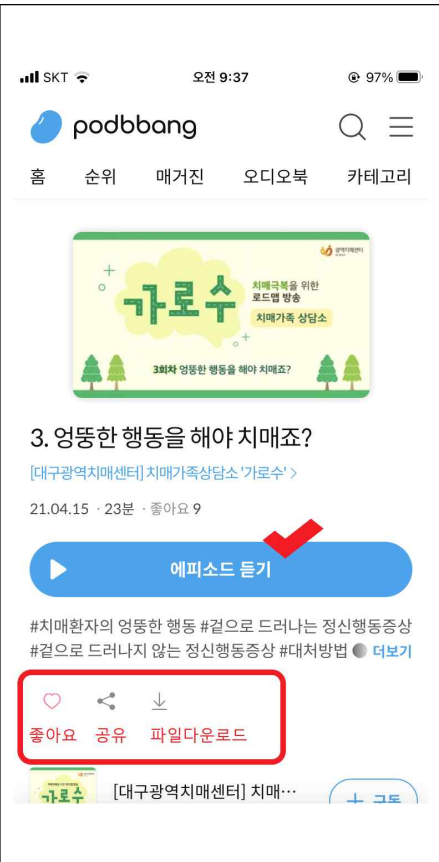 SKT 오전 9:37 97%
podbbang
홈 순위 매거진 오디오북 카테고리
광역치매센터
가로수
치매극복을 위한
로드맵 방송
치매가족 상담소
3회차 엉뚱한 행동을 해야 치매죠?
3. 엉뚱한 행동을 해야 치매죠?
[대구광역치매센터] 치매가족상담소 '가로수' >
21.04.15 · 23분 · 좋아요 9
에피소드 듣기
#치매환자의 엉뚱한 행동 #겉으로 드러나는 정신행동증상
#겉으로 드러나지 않는 정신행동증상 #대처방법 더보기
좋아요 공유 파일다운로드
가로수
[대구광역치매센터] 치매…
+ 구독